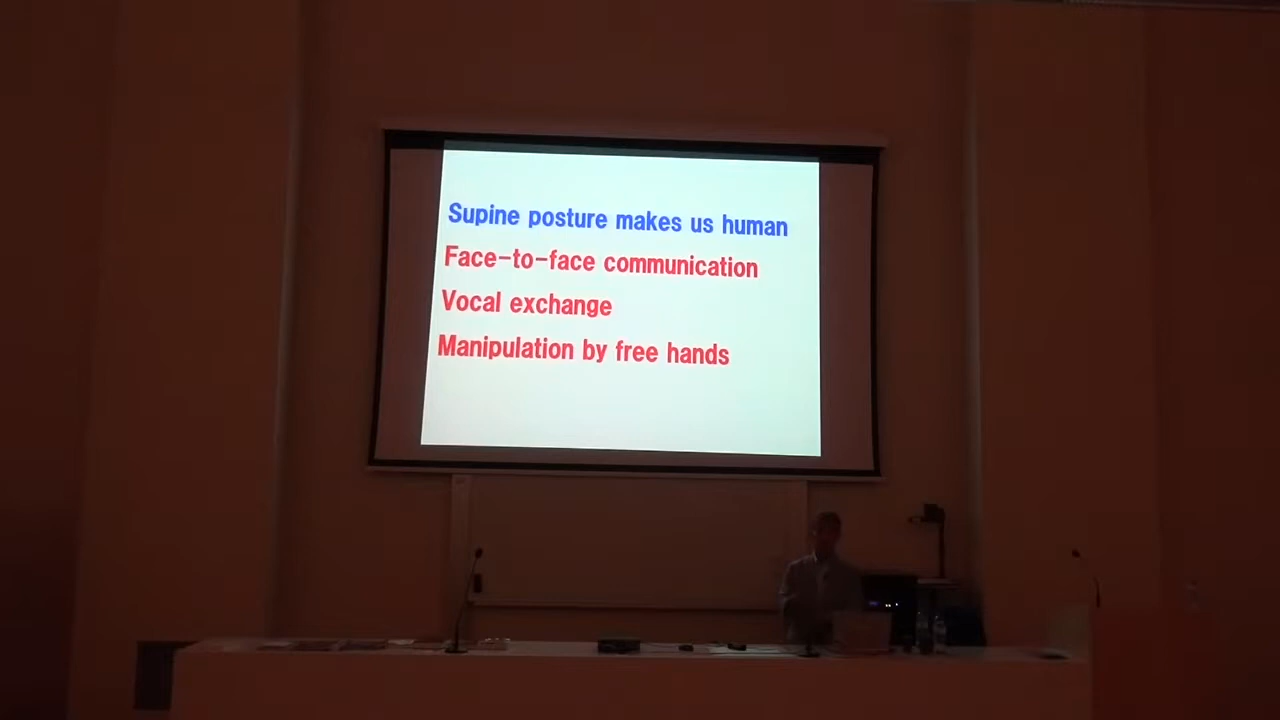 Supine posture makes us human
Face-to-face communication
Vocal exchange
Manipulation by free hands